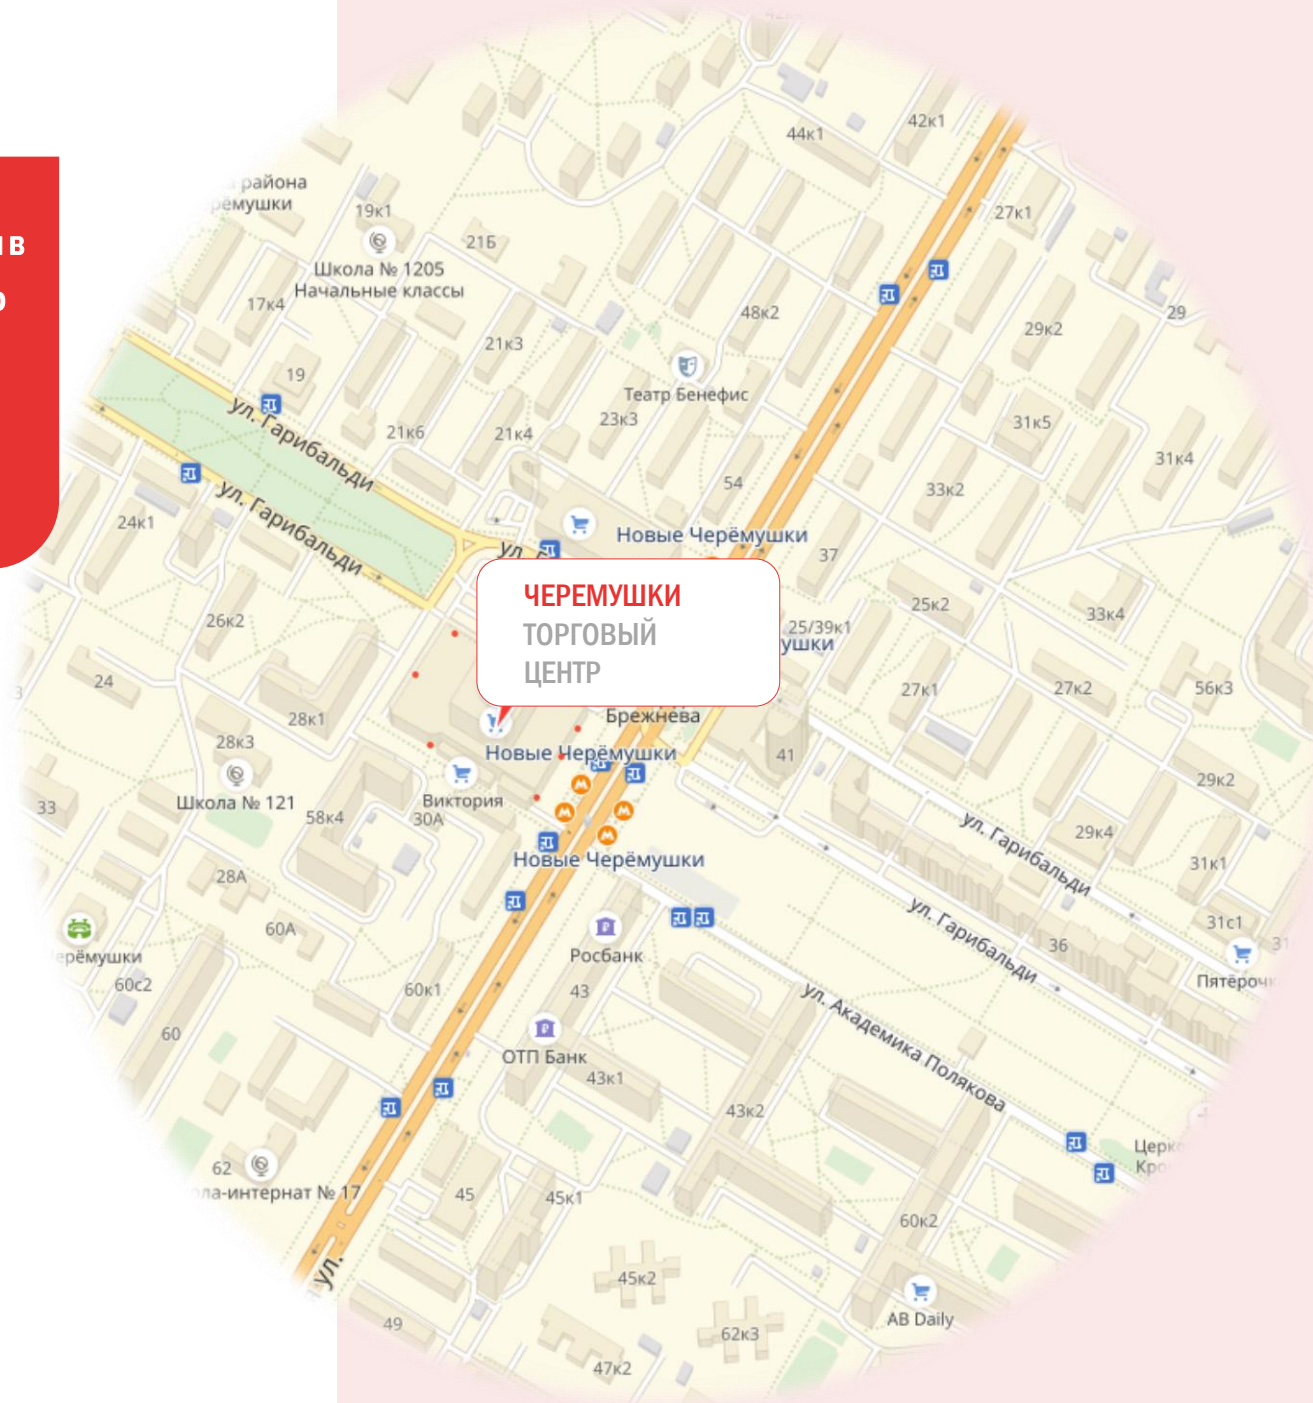 42к1
44к1
района
19к1
27к1
в
21Б
Школа № 1205
Начальные классы
17к4
48к2
29
29к2
21к3
19
Театр Бенефис
ул. Гарибальди
23к3
31к5
21к6
21к4
31к4
54
33к2
ул. Гарибальди
24к1
Новые Черёмушки
37
25к2
33к4
26к2
25/39к1
ЧЕРЕМУШКИ
ТОРГОВЫЙ
ЦЕНТР
24
27к1
27к2
56к3
28к1
Брежнева
28к3
Новые Черёмушки
41
29к2
Школа № 121
Виктория
30А
33
58к4
ул. Гарибальди
29к4
Новые Черёмушки
31к1
28А
ул. Гарибальди
31с1
60А
36
Росбанк
60с2
60к1
43
ул. Академика Полякова
60
ОТП Банк
43к1
43к2
62
№ 17
45
45к1
60к2
ул.
45к2
AB Daily
49
62к3
47к2